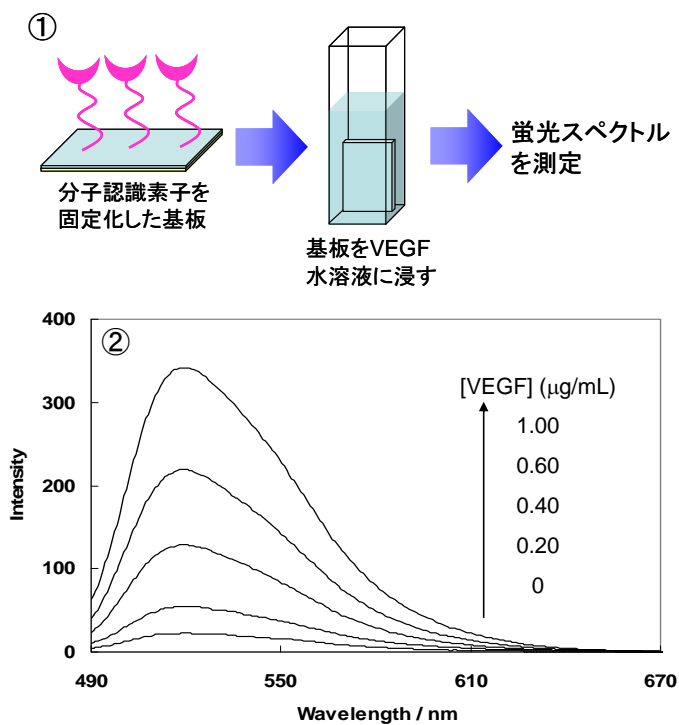 ①
分子認識素子を
固定化した基板
基板をVEGF
水溶液に浸す
蛍光スペクトル
を測定
②
400
300
200
100
0
Intensity
490
550
610
670
Wavelength / nm
[VEGF] (μg/mL)
1.00
0.60
0.40
0.20
0